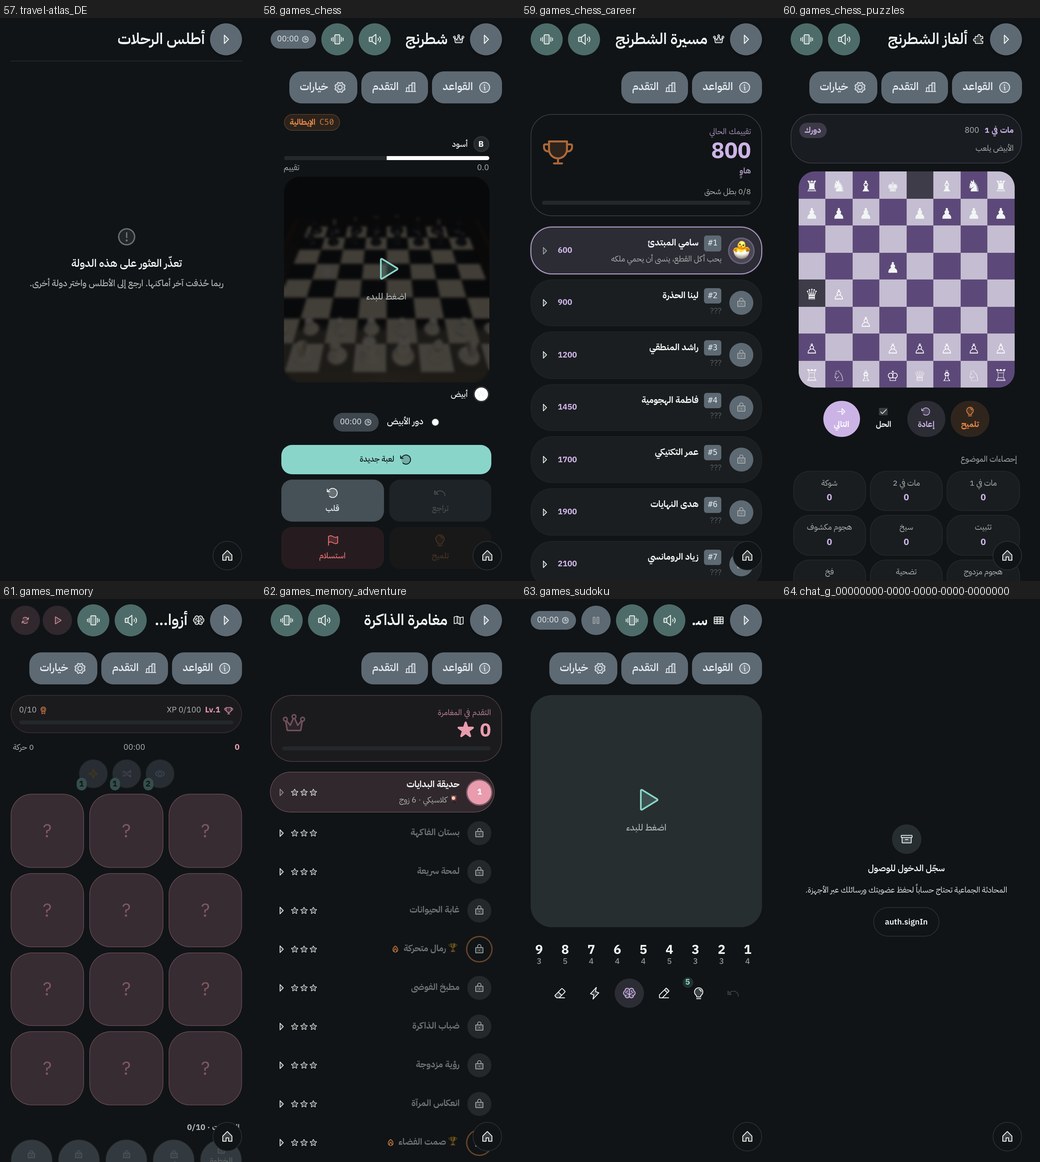 57. travel-atlas_DE
أطلس الرحلات
تعذّر العثور على هذه الدولة
ربما حُذفت آخر أماكنها. ارجع إلى الأطلس واختر دولة أخرى.
58. games_chess
شطرنج
00:00
القواعد
التقدم
خيارات
C50 الإيطالية
B أسود
0.0
تقييم
اضغط للبدء
أبيض
دور الأبيض
00:00
لعبة جديدة
تراجع
قلب
تلميح
استسلام
59. games_chess_career
مسيرة الشطرنج
القواعد
التقدم
تقييمك الحالي
800
هاوٍ
0/8 بطل سُحق
#1 سامي المبتدئ
يحب أكل القطع. ينسى أن يحمي ملكه
600
#2 لينا الحذرة
???
900
#3 راشد المنطقي
???
1200
#4 فاطمة الهجومية
???
1450
#5 عمر التكتيكي
???
1700
#6 هدى النهايات
???
1900
#7 زياد الرومانسي
???
2100
60. games_chess_puzzles
ألغاز الشطرنج
القواعد
التقدم
خيارات
مات في 1
800
دورك
الأبيض يلعب
تلميح
إعادة
الحل
التالي
إحصاءات الموضوع
مات في 1
0
مات في 2
0
شوكة
0
تثبيت
0
سيخ
0
هجوم مكشوف
0
هجوم مزدوج
تضحية
فخ
61. games_memory
أزوا...
القواعد
التقدم
خيارات
Lv.1
XP 0/100
0/10
0
00:00
0 حركة
2
1
1
?
?
?
?
?
?
?
?
?
?
?
?
0/10
62. games_memory_adventure
مغامرة الذاكرة
القواعد
التقدم
التقدم في المغامرة
0
1
حديقة البدايات
كلاسيكي · 6 زوج
بستان الفاكهة
لمحة سريعة
غابة الحيوانات
رمال متحركة
مطبخ الفوضى
ضباب الذاكرة
رؤية مزدوجة
انعكاس المرآة
صمت الفضاء
63. games_sudoku
سـ..
00:00
القواعد
التقدم
خيارات
اضغط للبدء
9 8 7 6 5 4 3 2 1
3 5 4 4 4 5 3 3 4
5
64. chat_g_00000000-0000-0000-0000-0000000
سجّل الدخول للوصول
المحادثة الجماعية تحتاج حساباً لحفظ عضويتك ورسائلك عبر الأجهزة.
auth.signIn